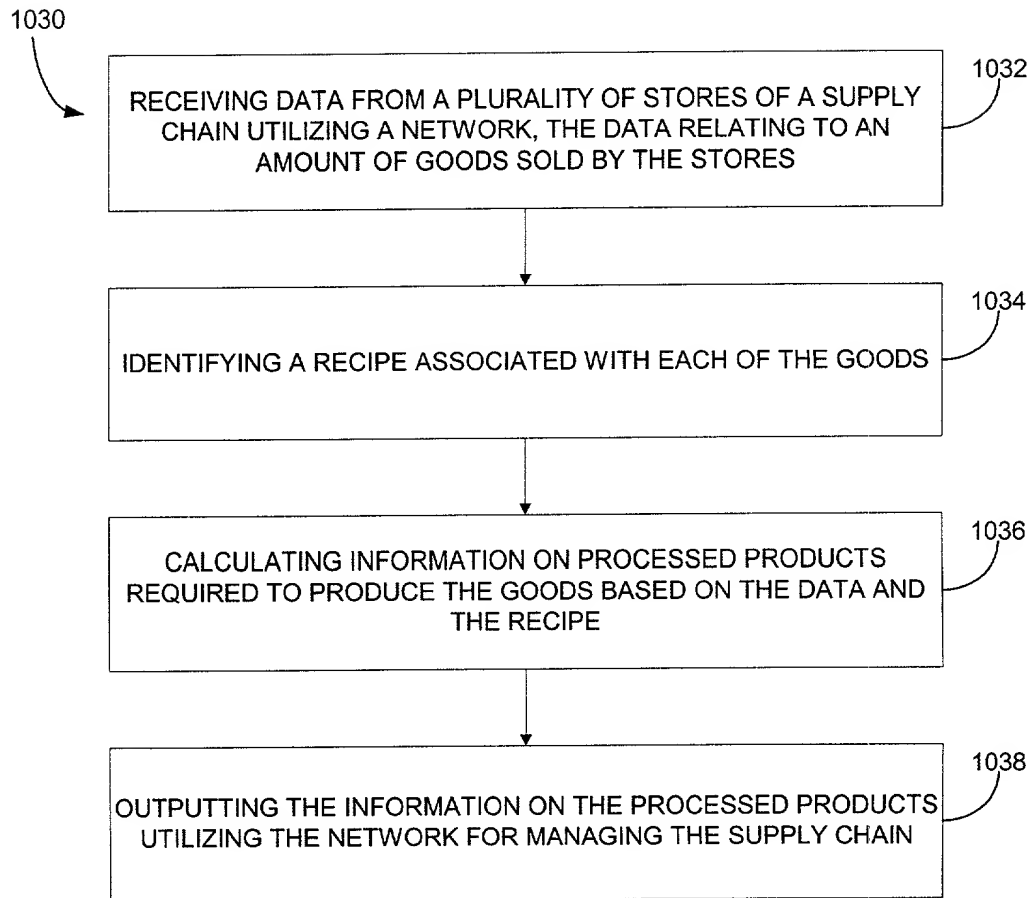 1030
1032
RECEIVING DATA FROM A PLURALITY OF STORES OF A SUPPLY
CHAIN UTILIZING A NETWORK, THE DATA RELATING TO AN
AMOUNT OF GOODS SOLD BY THE STORES
1034
IDENTIFYING A RECIPE ASSOCIATED WITH EACH OF THE GOODS
1036
CALCULATING INFORMATION ON PROCESSED PRODUCTS
REQUIRED TO PRODUCE THE GOODS BASED ON THE DATA AND
THE RECIPE
1038
OUTPUTTING THE INFORMATION ON THE PROCESSED PRODUCTS
UTILIZING THE NETWORK FOR MANAGING THE SUPPLY CHAIN